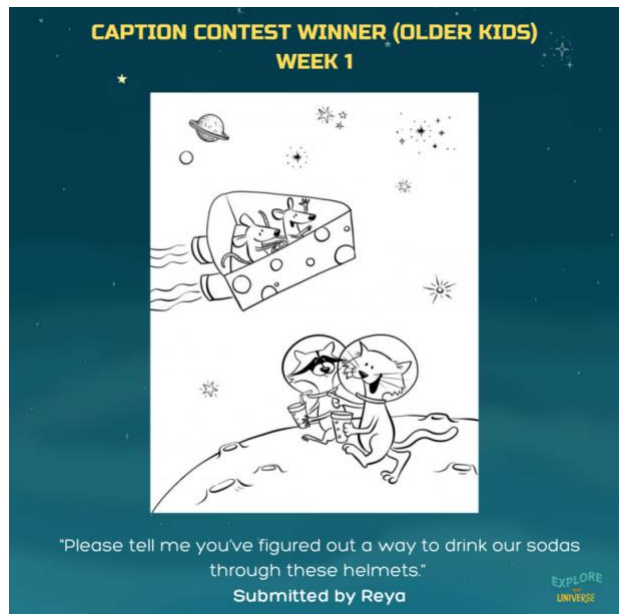 CAPTION CONTEST WINNER (OLDER KIDS)
WEEK 1
"Please tell me you've figured out a way to drink our sodas
through these helmets."
Submitted by Reya
EXPLORE
UNIVERSE